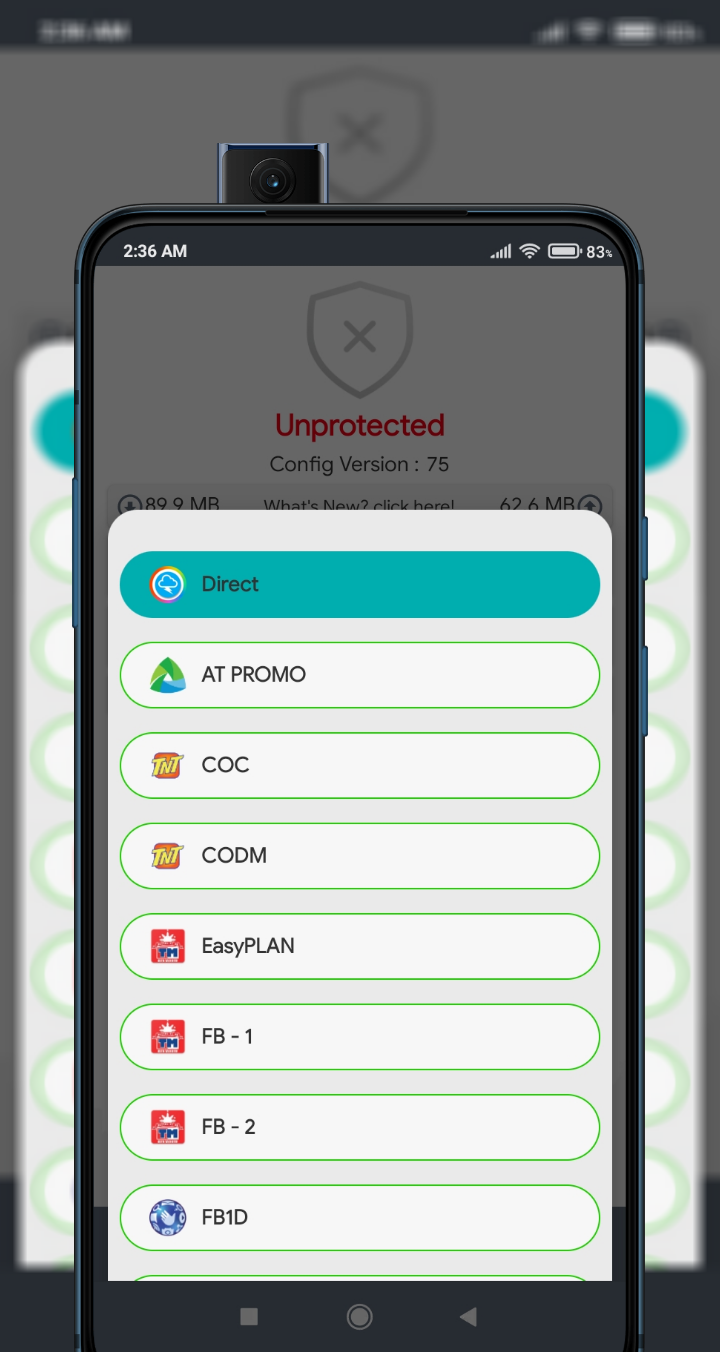 2:36 AM
83%
Unprotected
Config Version : 75
89.9 MB What's New? click here! 62.6 MB
Direct
AT PROMO
TNT COC
TNT CODM
TM EasyPLAN
TM FB - 1
TM FB - 2
FB1D